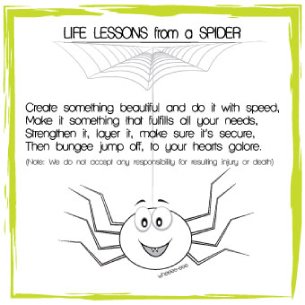 LIFE LESSONS from a SPIDER
Create something beautiful and do it with speed,
Make it something that fulfills all your needs,
Strengthen it, layer it, make sure it's secure,
Then bungee jump off, to your hearts galore.
(Note: We do not accept any responsibility for resulting injury or death)